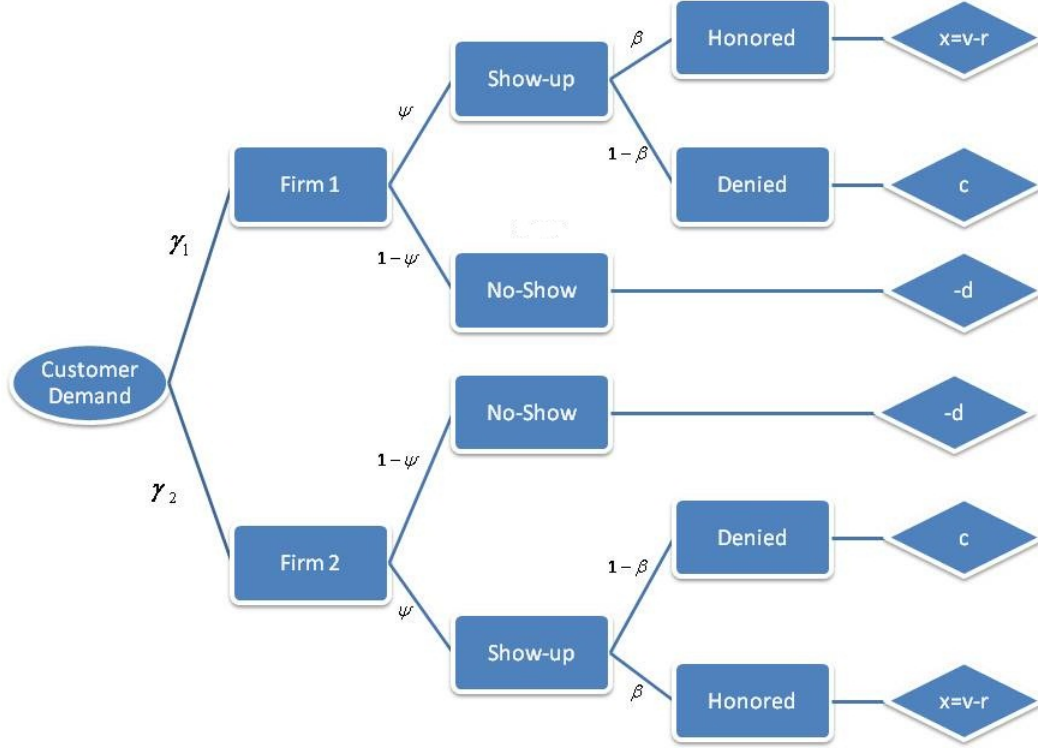 Honored
x=v-r
β
Show-up
ψ
1-β
Denied
c
Firm 1
γ₁
1-ψ
No-Show
-d
Customer
Demand
No-Show
-d
1-ψ
γ ₂
Denied
c
Firm 2
1-β
ψ
Show-up
β
Honored
x=v-r